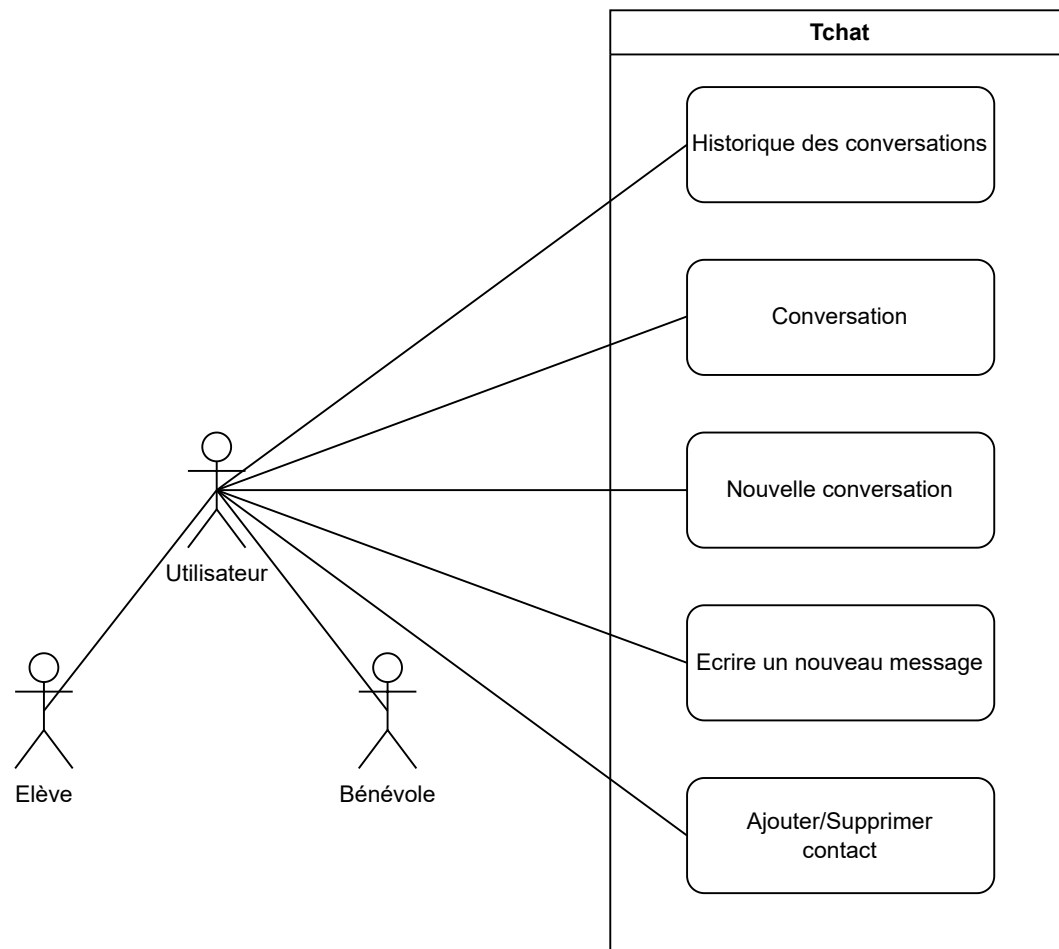 Tchat
Historique des conversations
Conversation
Nouvelle conversation
Utilisateur
Ecrire un nouveau message
Elève
Bénévole
Ajouter/Supprimer
contact